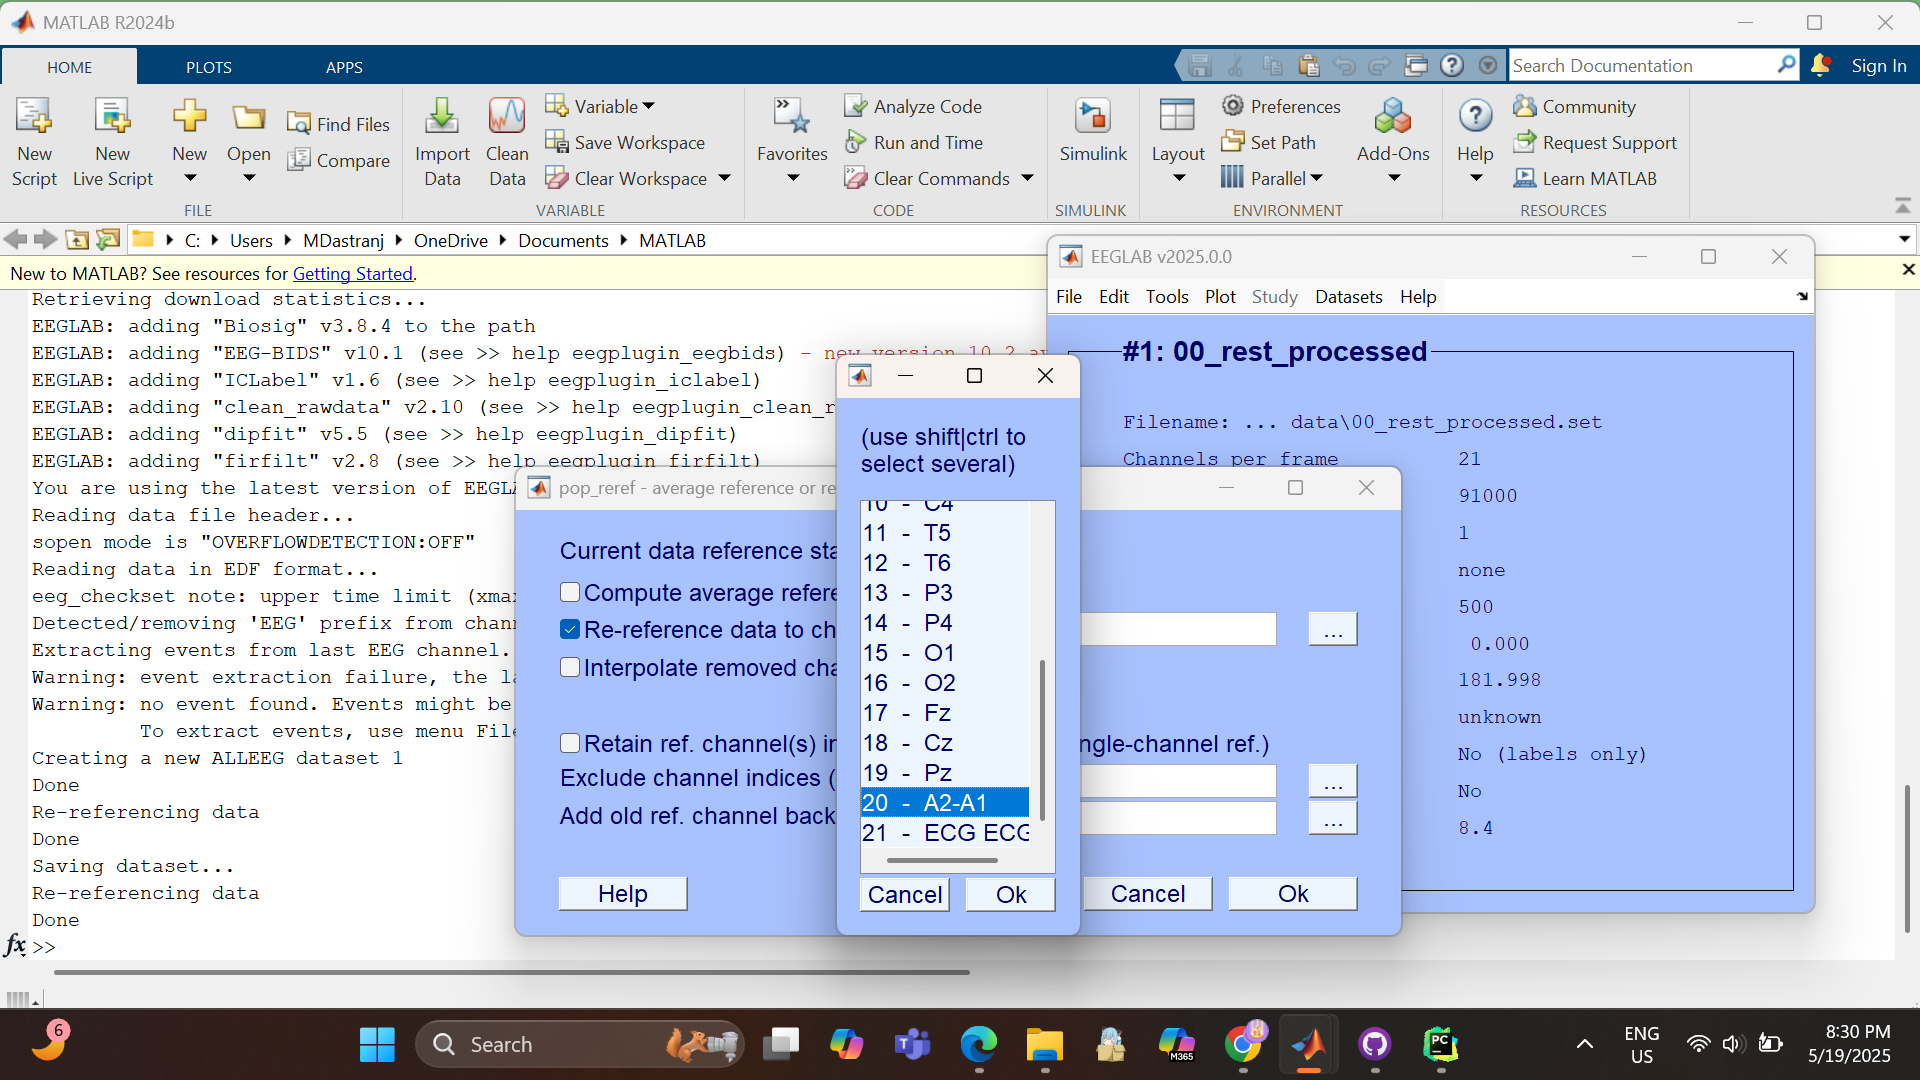 MATLAB R2024b
HOME
PLOTS
APPS
Search Documentation
Sign In
New Script
New Live Script
New
Open
Find Files
Compare
FILE
Import Data
Clean Data
Variable
Save Workspace
Clear Workspace
VARIABLE
Favorites
Analyze Code
Run and Time
Clear Commands
CODE
Simulink
SIMULINK
Layout
Preferences
Set Path
Parallel
Add-Ons
ENVIRONMENT
Help
Community
Request Support
Learn MATLAB
RESOURCES
C: Users MDastranj OneDrive Documents MATLAB
New to MATLAB? See resources for Getting Started.
Retrieving download statistics...
EEGLAB: adding "Biosig" v3.8.4 to the path
EEGLAB: adding "EEG-BIDS" v10.1 (see >> help eegplugin_eegbids) - new version 10.2
EEGLAB: adding "ICLabel" v1.6 (see >> help eegplugin_iclabel)
EEGLAB: adding "clean_rawdata" v2.10 (see >> help eegplugin_clean_r
EEGLAB: adding "dipfit" v5.5 (see >> help eegplugin_dipfit)
EEGLAB: adding "firfilt" v2.8 (see >> help eegplugin_firfilt)
You are using the latest version of EEGLA
Reading data file header...
sopen mode is "OVERFLOWDETECTION:OFF"
Reading data in EDF format...
eeg_checkset note: upper time limit (xmax
Detected/removing 'EEG' prefix from chann
Extracting events from last EEG channel.
Warning: event extraction failure, the la
Warning: no event found. Events might be
To extract events, use menu File
Creating a new ALLEEG dataset 1
Done
Re-referencing data
Done
Saving dataset...
Re-referencing data
Done
fx >>
EEGLAB v2025.0.0
File Edit Tools Plot Study Datasets Help
#1: 00_rest_processed
Filename: ... data\00_rest_processed.set
Channels per frame 21
91000
1
none
500
0.000
181.998
unknown
No (labels only)
No
8.4
pop_reref - average reference or re
Current data reference sta
Compute average refere
Re-reference data to ch
...
Interpolate removed cha
Retain ref. channel(s) in
ngle-channel ref.)
Exclude channel indices (
...
Add old ref. channel back
...
Help
Cancel
Ok
(use shift|ctrl to
select several)
10 - C4
11 - T5
12 - T6
13 - P3
14 - P4
15 - O1
16 - O2
17 - Fz
18 - Cz
19 - Pz
20 - A2-A1
21 - ECG ECG
Cancel
Ok
6
Search
M365
PC
ENG
US
8:30 PM
5/19/2025